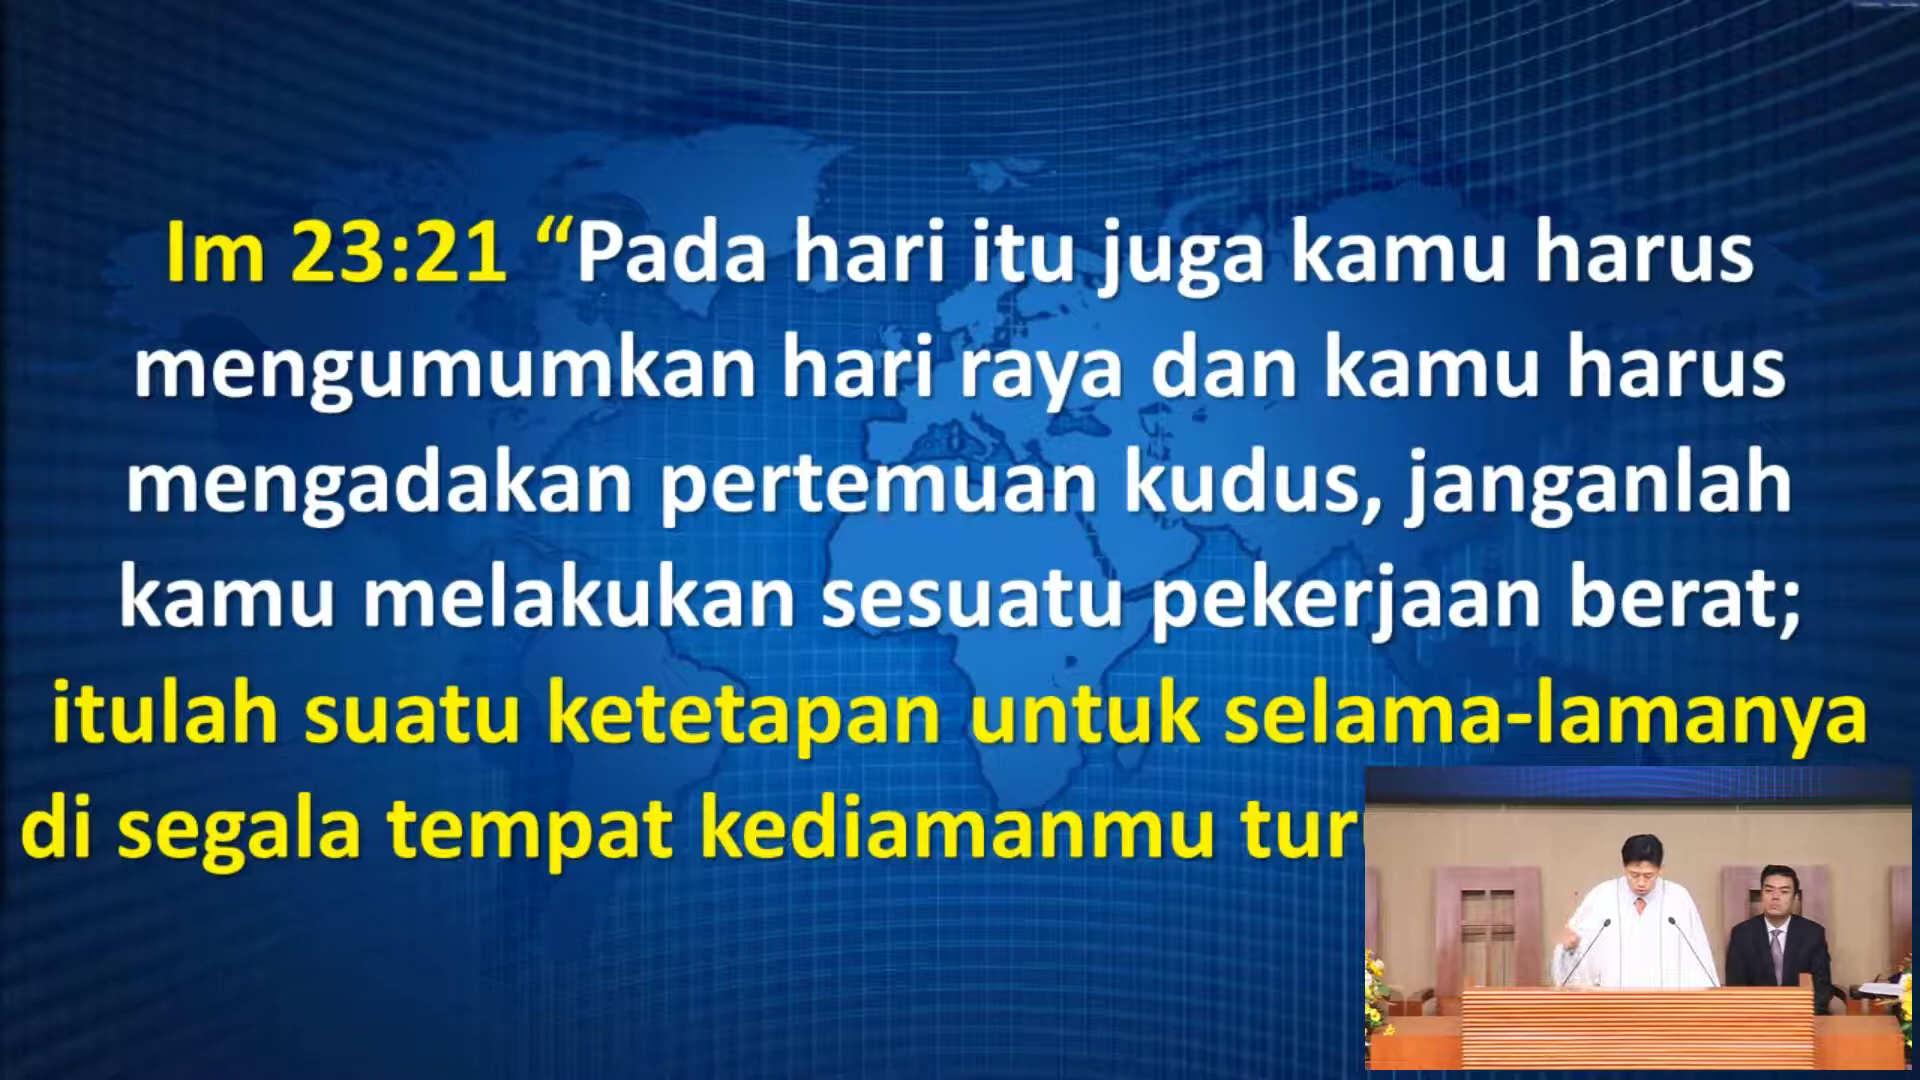 Im 23:21 “Pada hari itu juga kamu harus
mengumumkan hari raya dan kamu harus
mengadakan pertemuan kudus, janganlah
kamu melakukan sesuatu pekerjaan berat;
itulah suatu ketetapan untuk selama-lamanya
di segala tempat kediamanmu